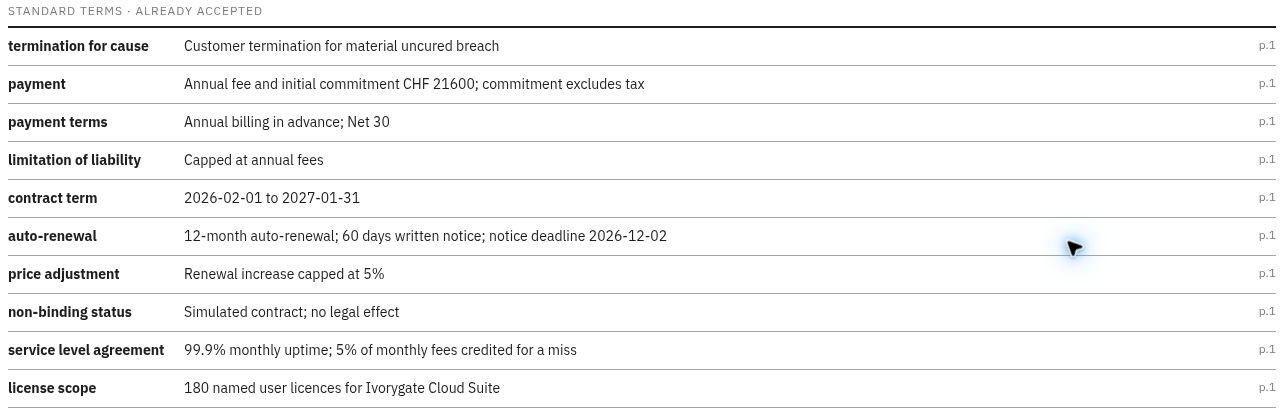 STANDARD TERMS · ALREADY ACCEPTED
termination for cause Customer termination for material uncured breach p.1
payment Annual fee and initial commitment CHF 21600; commitment excludes tax p.1
payment terms Annual billing in advance; Net 30 p.1
limitation of liability Capped at annual fees p.1
contract term 2026-02-01 to 2027-01-31 p.1
auto-renewal 12-month auto-renewal; 60 days written notice; notice deadline 2026-12-02 p.1
price adjustment Renewal increase capped at 5% p.1
non-binding status Simulated contract; no legal effect p.1
service level agreement 99.9% monthly uptime; 5% of monthly fees credited for a miss p.1
license scope 180 named user licences for Ivorygate Cloud Suite p.1